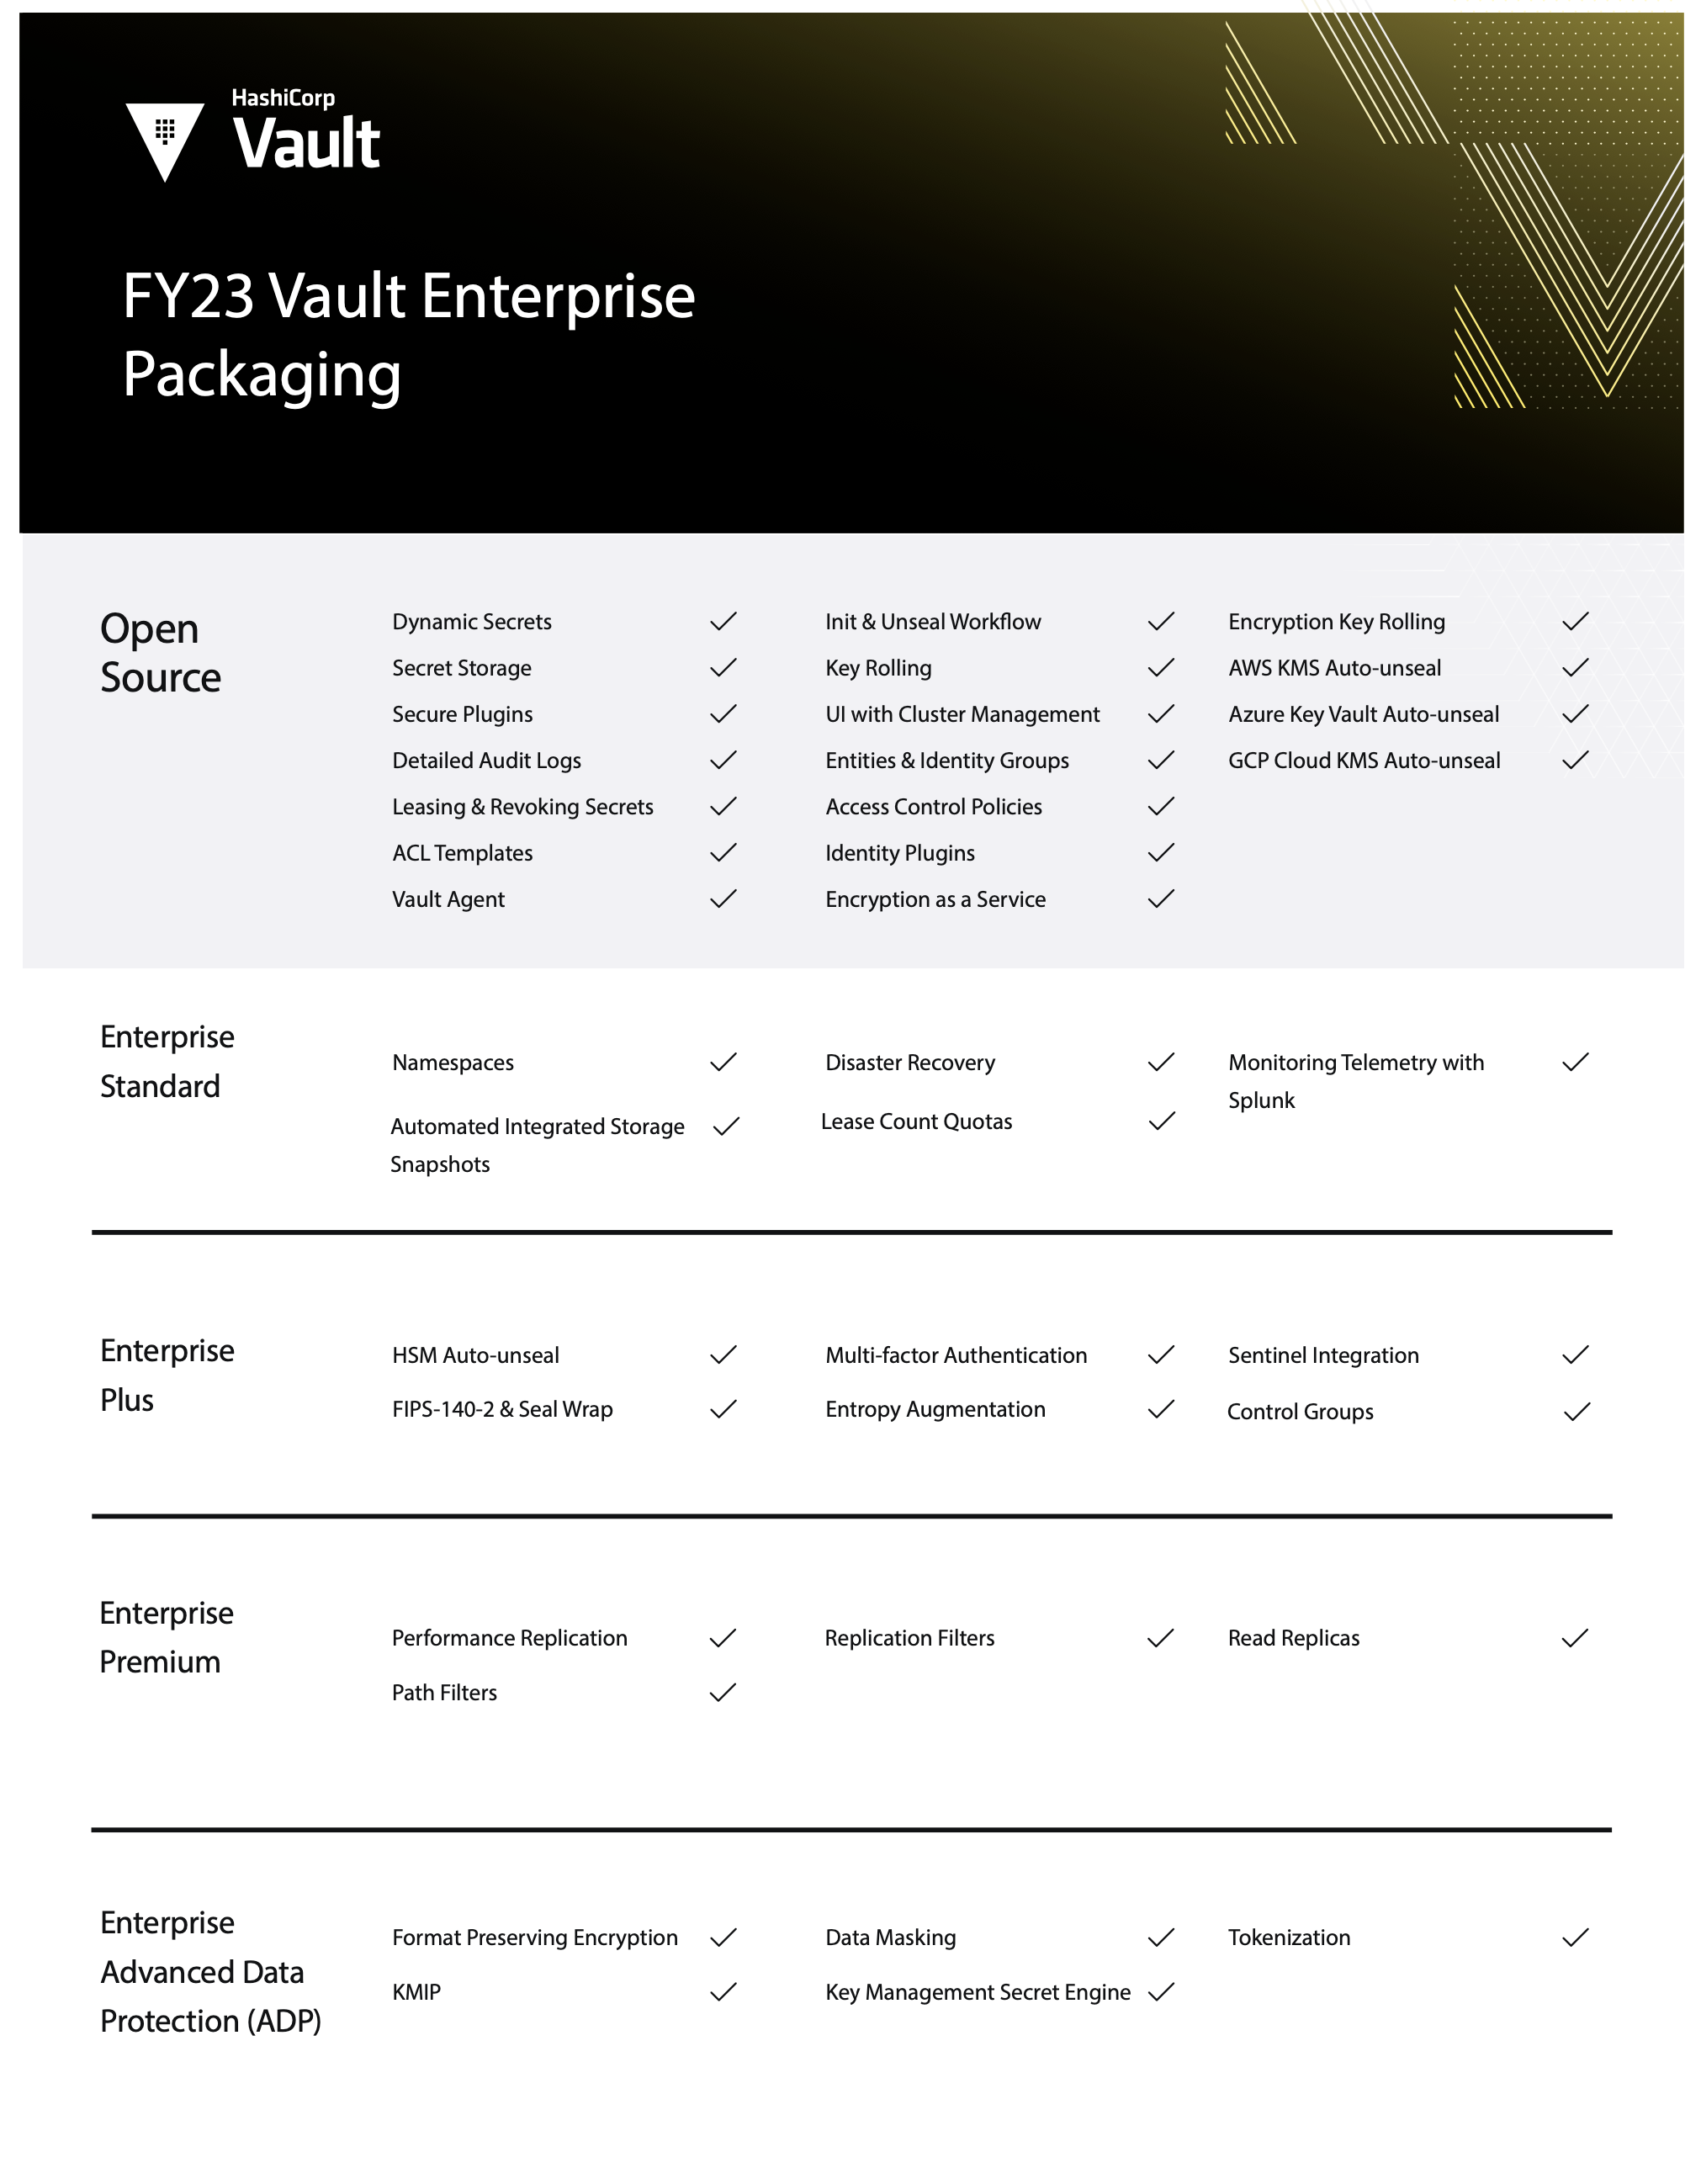 HashiCorp
Vault
FY23 Vault Enterprise
Packaging
Open
Source
Dynamic Secrets
Secret Storage
Secure Plugins
Detailed Audit Logs
Leasing & Revoking Secrets
ACL Templates
Vault Agent
Init & Unseal Workflow
Key Rolling
UI with Cluster Management
Entities & Identity Groups
Access Control Policies
Identity Plugins
Encryption as a Service
Encryption Key Rolling
AWS KMS Auto-unseal
Azure Key Vault Auto-unseal
GCP Cloud KMS Auto-unseal
Enterprise
Standard
Namespaces
Automated Integrated Storage
Snapshots
Disaster Recovery
Lease Count Quotas
Monitoring Telemetry with
Splunk
Enterprise
Plus
HSM Auto-unseal
FIPS-140-2 & Seal Wrap
Multi-factor Authentication
Entropy Augmentation
Sentinel Integration
Control Groups
Enterprise
Premium
Performance Replication
Path Filters
Replication Filters
Read Replicas
Enterprise
Advanced Data
Protection (ADP)
Format Preserving Encryption
KMIP
Data Masking
Key Management Secret Engine
Tokenization